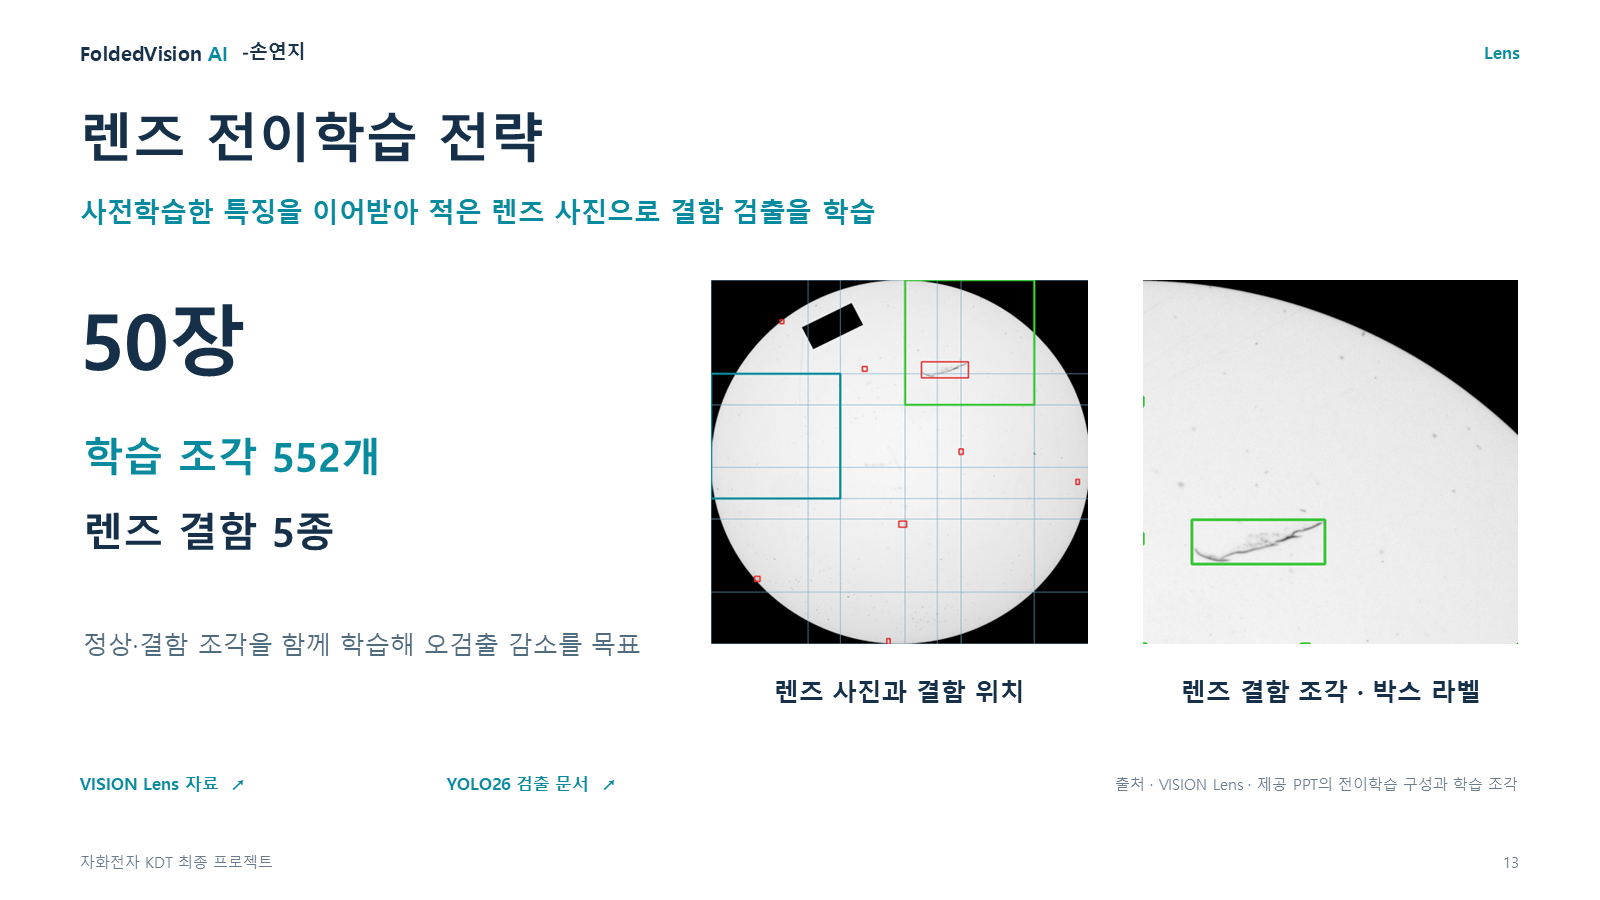 FoldedVision AI -손연지
Lens
렌즈 전이학습 전략
사전학습한 특징을 이어받아 적은 렌즈 사진으로 결함 검출을 학습
50장
학습 조각 552개
렌즈 결함 5종
정상·결함 조각을 함께 학습해 오검출 감소를 목표
렌즈 사진과 결함 위치
렌즈 결함 조각 · 박스 라벨
VISION Lens 자료 ↗
YOLO26 검출 문서 ↗
출처 · VISION Lens · 제공 PPT의 전이학습 구성과 학습 조각
자화전자 KDT 최종 프로젝트
13